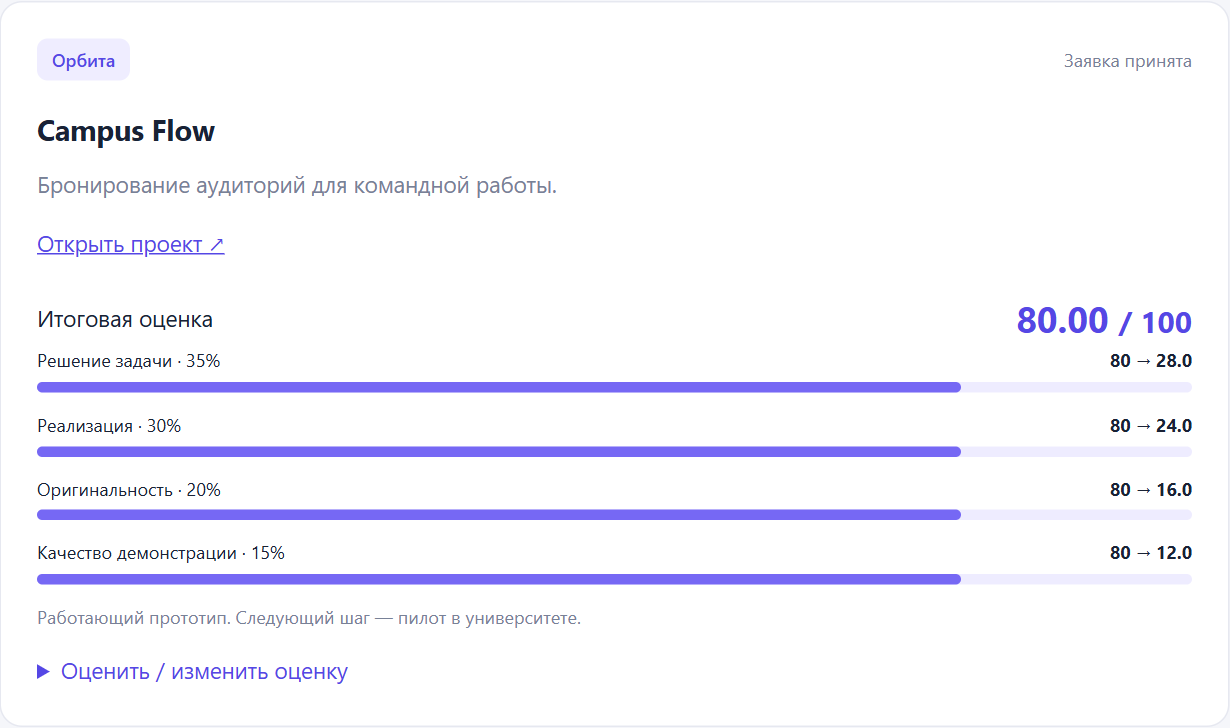 Орбита
Заявка принята
Campus Flow
Бронирование аудиторий для командной работы.
Открыть проект ↗
Итоговая оценка
80.00 / 100
Решение задачи · 35%
80 → 28.0
Реализация · 30%
80 → 24.0
Оригинальность · 20%
80 → 16.0
Качество демонстрации · 15%
80 → 12.0
Работающий прототип. Следующий шаг — пилот в университете.
▶ Оценить / изменить оценку